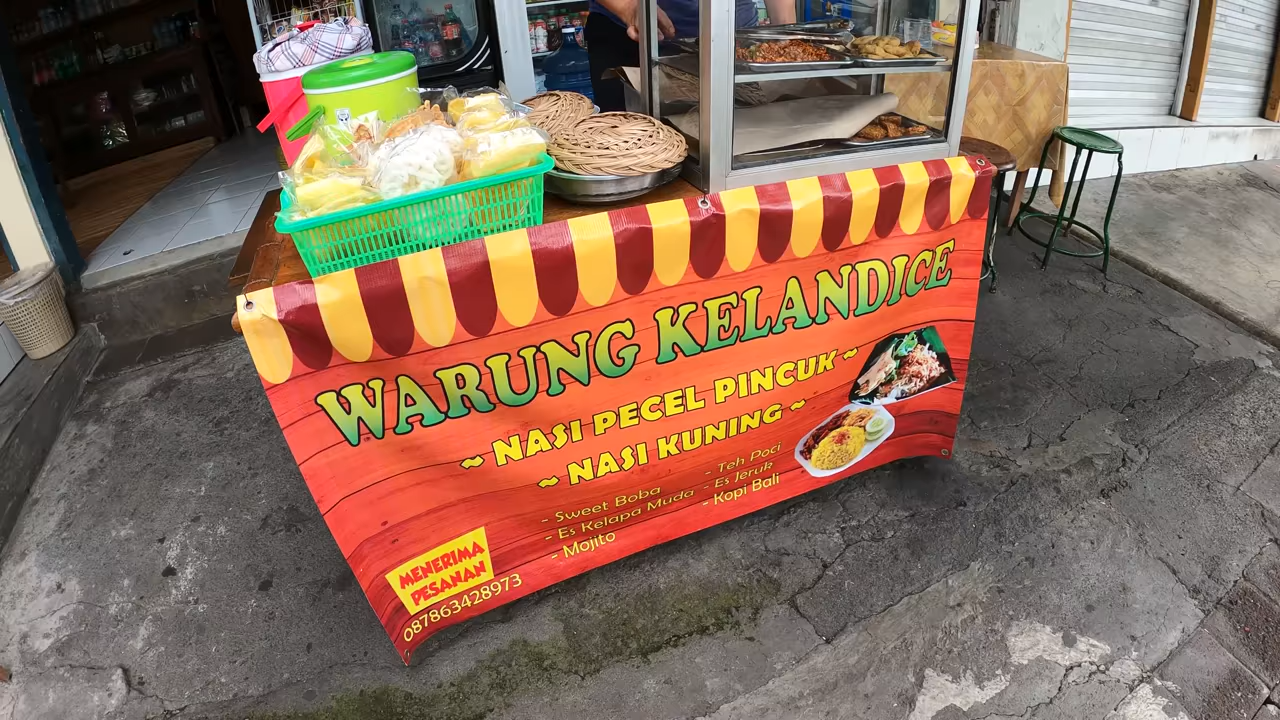 WARUNG KELANDICE
~ NASI PECEL PINCUK ~
~ NASI KUNING ~
- Sweet Boba
- Es Kelapa Muda
- Mojito
- Teh Poci
- Es Jeruk
- Kopi Bali
MENERIMA
PESANAN
087863428973